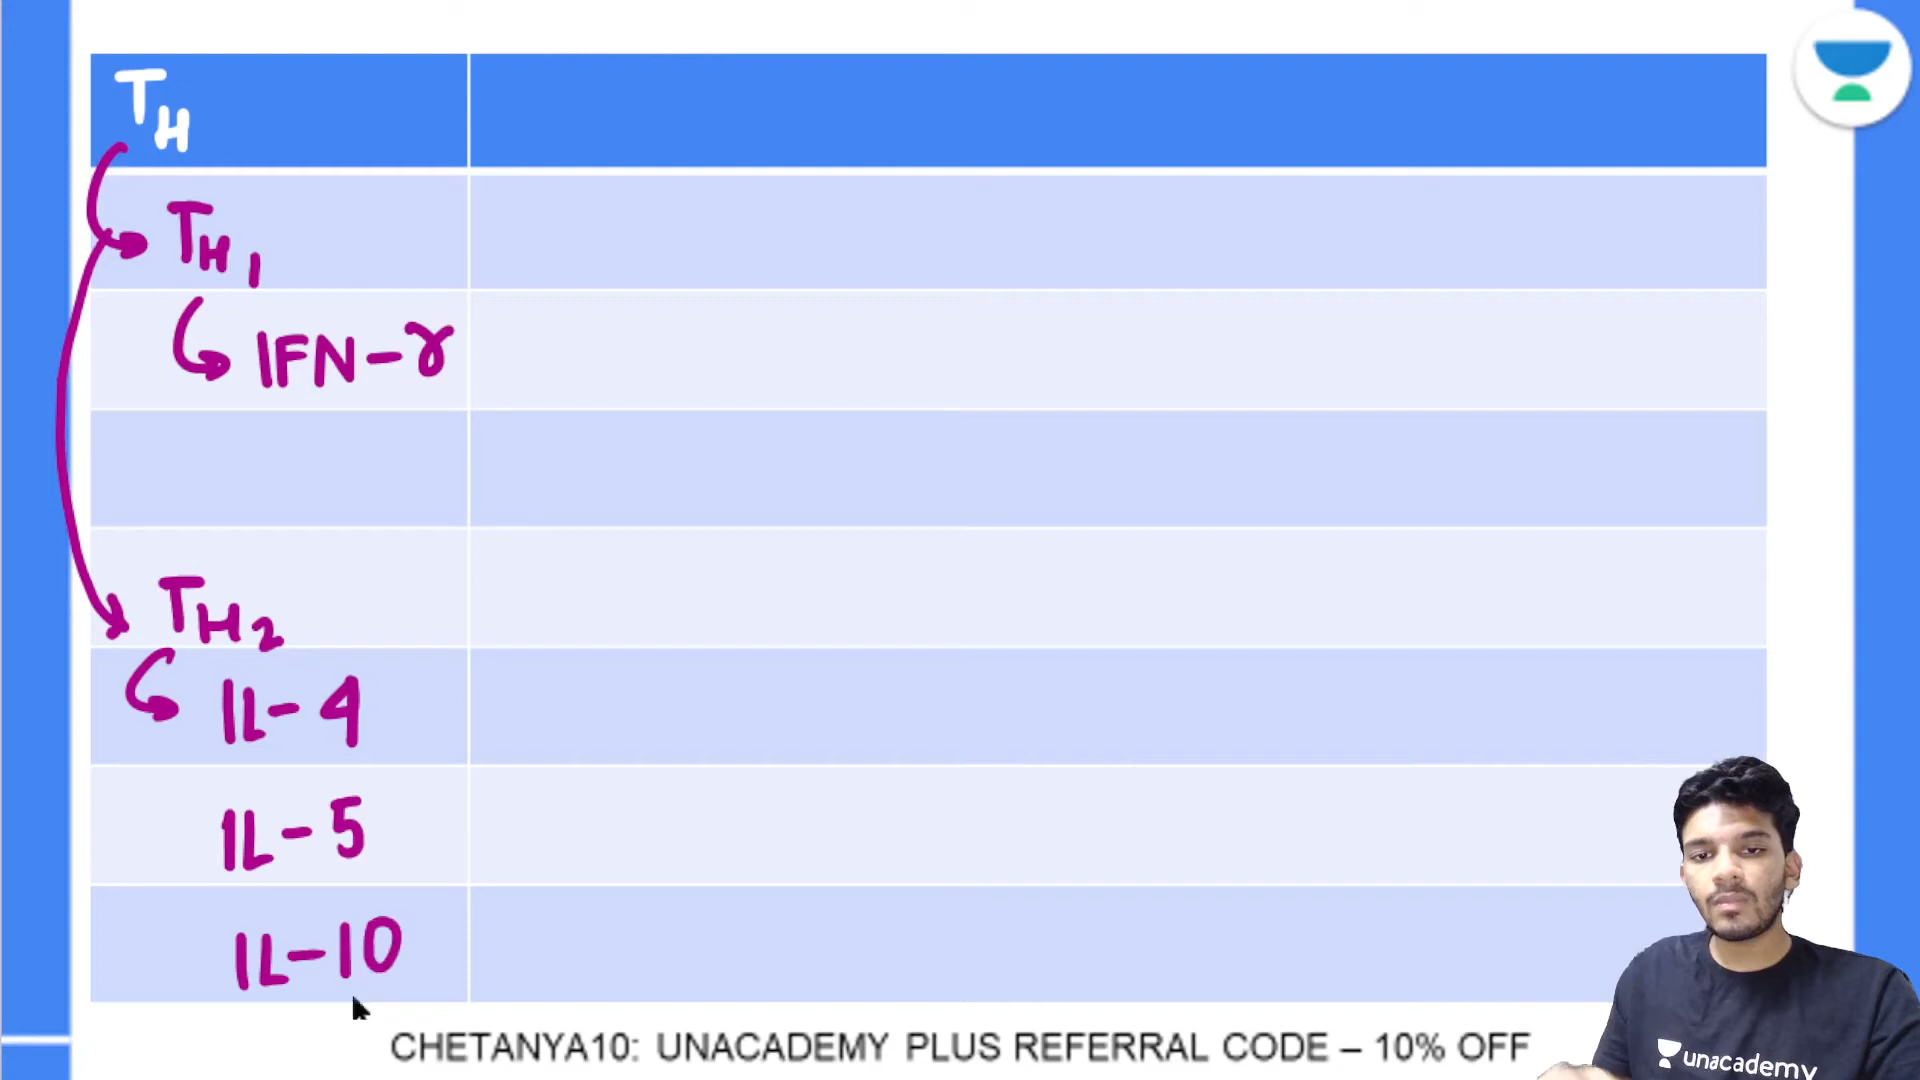 TH
TH1
IFN-γ
TH2
IL-4
IL-5
IL-10
CHETANYA10: UNACADEMY PLUS REFERRAL CODE – 10% OFF
unacademy